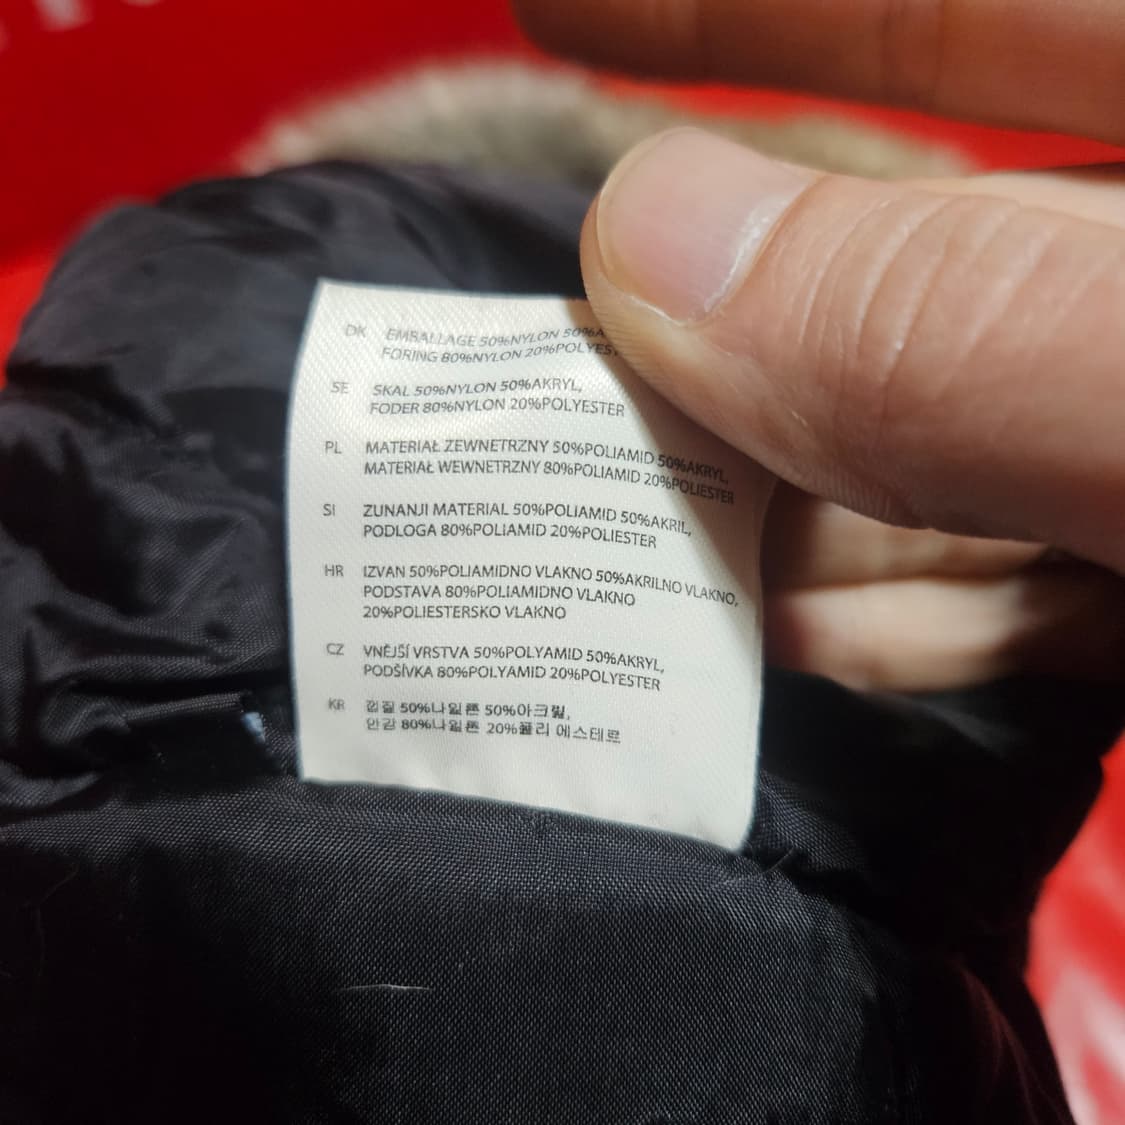 DK EMBALLAGE 50%NYLON 50%A
FORING 80%NYLON 20%POLYEST
SE SKAL 50%NYLON 50%AKRYL,
FODER 80%NYLON 20%POLYESTER
PL MATERIAŁ ZEWNETRZNY 50%POLIAMID 50%AKRYL,
MATERIAŁ WEWNETRZNY 80%POLIAMID 20%POLIESTER
SI ZUNANJI MATERIAL 50%POLIAMID 50%AKRIL,
PODLOGA 80%POLIAMID 20%POLIESTER
HR IZVAN 50%POLIAMIDNO VLAKNO 50%AKRILNO VLAKNO,
PODSTAVA 80%POLIAMIDNO VLAKNO
20%POLIESTERSKO VLAKNO
CZ VNĚJŠÍ VRSTVA 50%POLYAMID 50%AKRYL,
PODŠÍVKA 80%POLYAMID 20%POLYESTER
KR 껍질 50%나일론 50%아크릴,
안감 80%나일론 20%폴리 에스테르